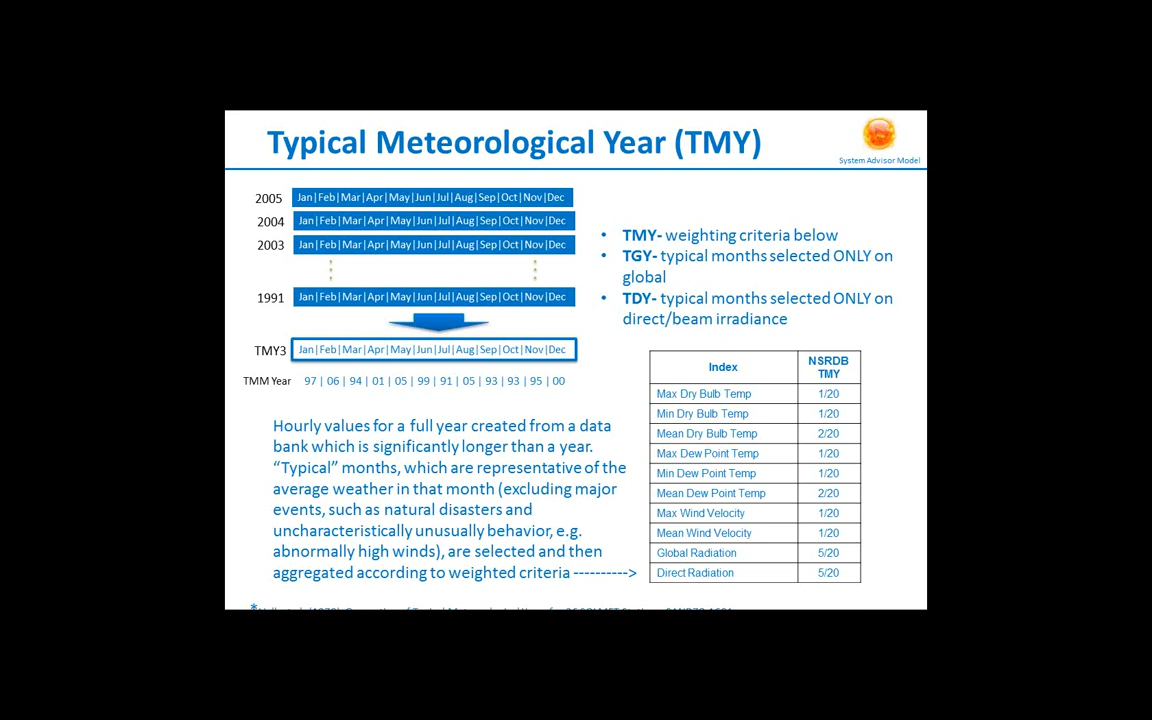 Typical Meteorological Year (TMY)
System Advisor Model
2005 Jan|Feb|Mar|Apr|May|Jun|Jul|Aug|Sep|Oct|Nov|Dec
2004 Jan|Feb|Mar|Apr|May|Jun|Jul|Aug|Sep|Oct|Nov|Dec
2003 Jan|Feb|Mar|Apr|May|Jun|Jul|Aug|Sep|Oct|Nov|Dec
1991 Jan|Feb|Mar|Apr|May|Jun|Jul|Aug|Sep|Oct|Nov|Dec
TMY3 Jan|Feb|Mar|Apr|May|Jun|Jul|Aug|Sep|Oct|Nov|Dec
TMM Year 97 | 06 | 94 | 01 | 05 | 99 | 91 | 05 | 93 | 93 | 95 | 00
• TMY- weighting criteria below
• TGY- typical months selected ONLY on
global
• TDY- typical months selected ONLY on
direct/beam irradiance
Hourly values for a full year created from a data
bank which is significantly longer than a year.
“Typical” months, which are representative of the
average weather in that month (excluding major
events, such as natural disasters and
uncharacteristically unusually behavior, e.g.
abnormally high winds), are selected and then
aggregated according to weighted criteria ---------->
Index NSRDB
TMY
Max Dry Bulb Temp 1/20
Min Dry Bulb Temp 1/20
Mean Dry Bulb Temp 2/20
Max Dew Point Temp 1/20
Min Dew Point Temp 1/20
Mean Dew Point Temp 2/20
Max Wind Velocity 1/20
Mean Wind Velocity 1/20
Global Radiation 5/20
Direct Radiation 5/20